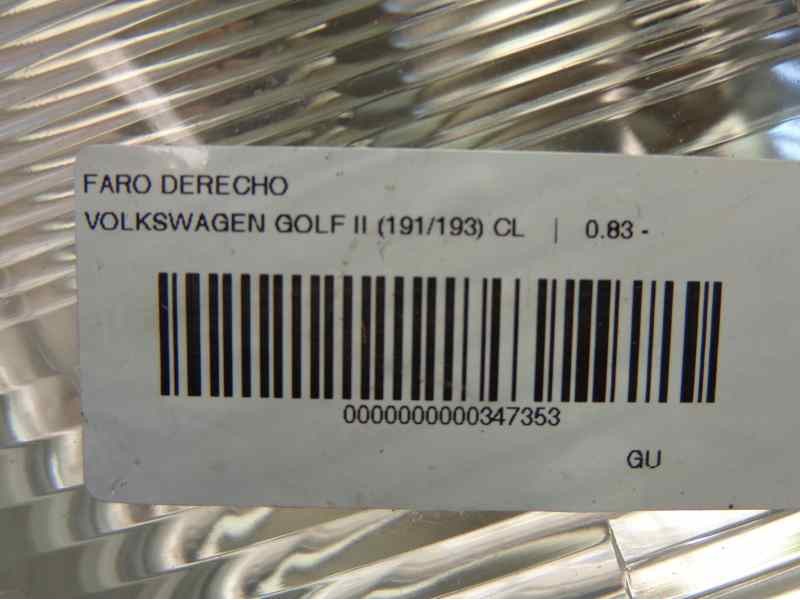 FARO DERECHO
VOLKSWAGEN GOLF II (191/193) CL | 0.83 -
0000000000347353
GU